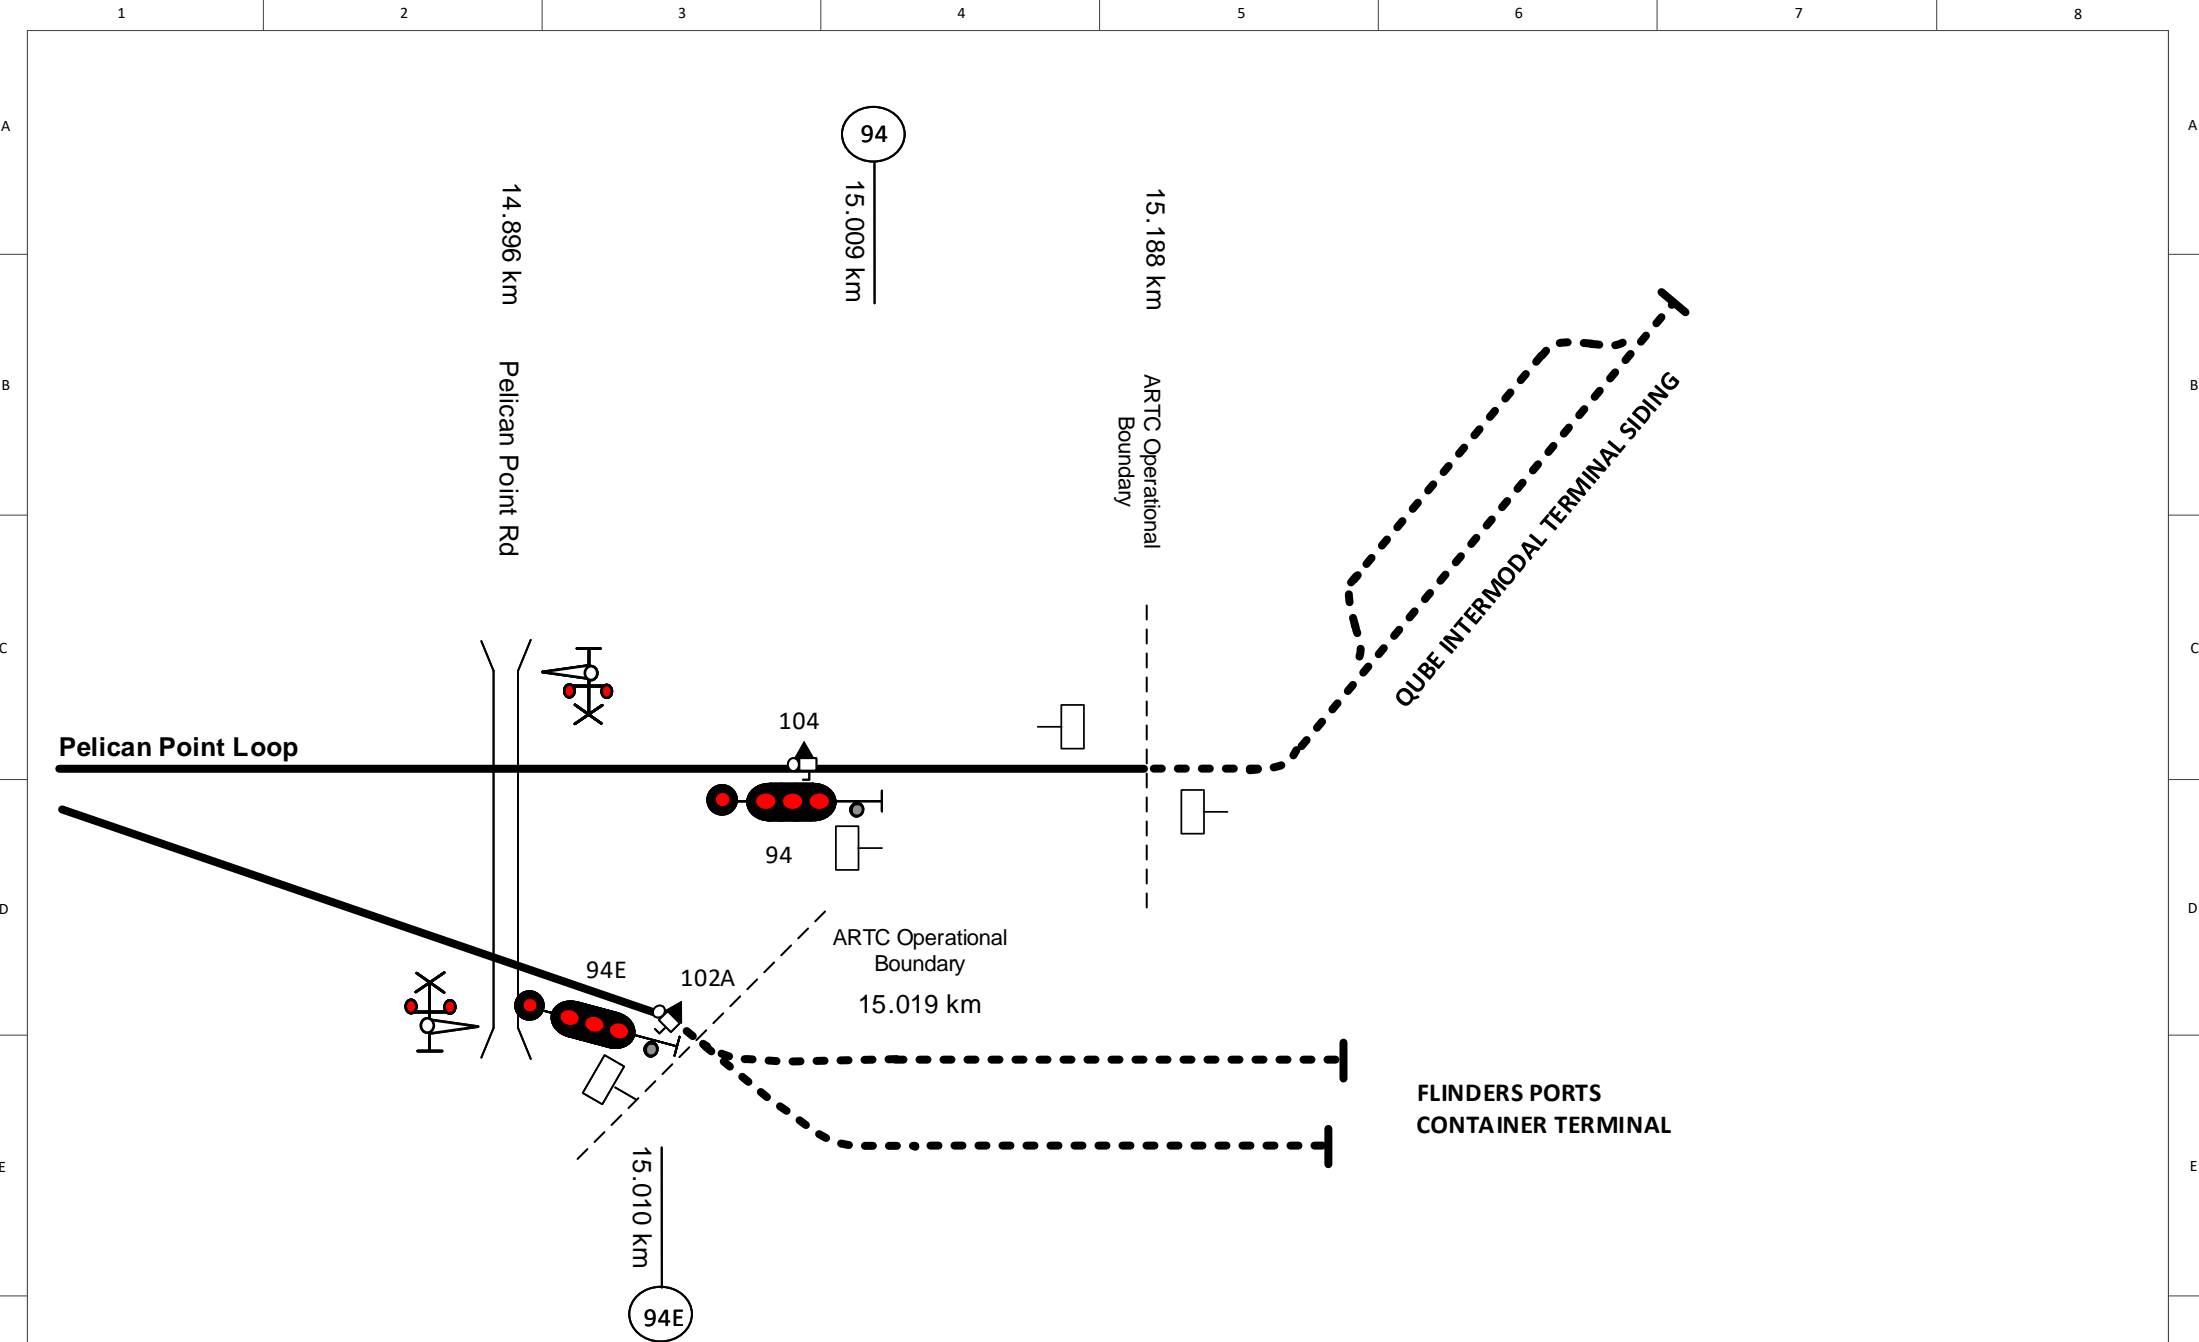 1 2 3 4 5 6 7 8
A A
94
14.896 km
15.009 km
15.188 km
B B
Pelican Point Rd
ARTC Operational
Boundary
QUBE INTERMODAL TERMINAL SIDING
C C
104
Pelican Point Loop
94
D D
ARTC Operational
Boundary
94E
102A
15.019 km
FLINDERS PORTS
CONTAINER TERMINAL
E E
15.010 km
94E